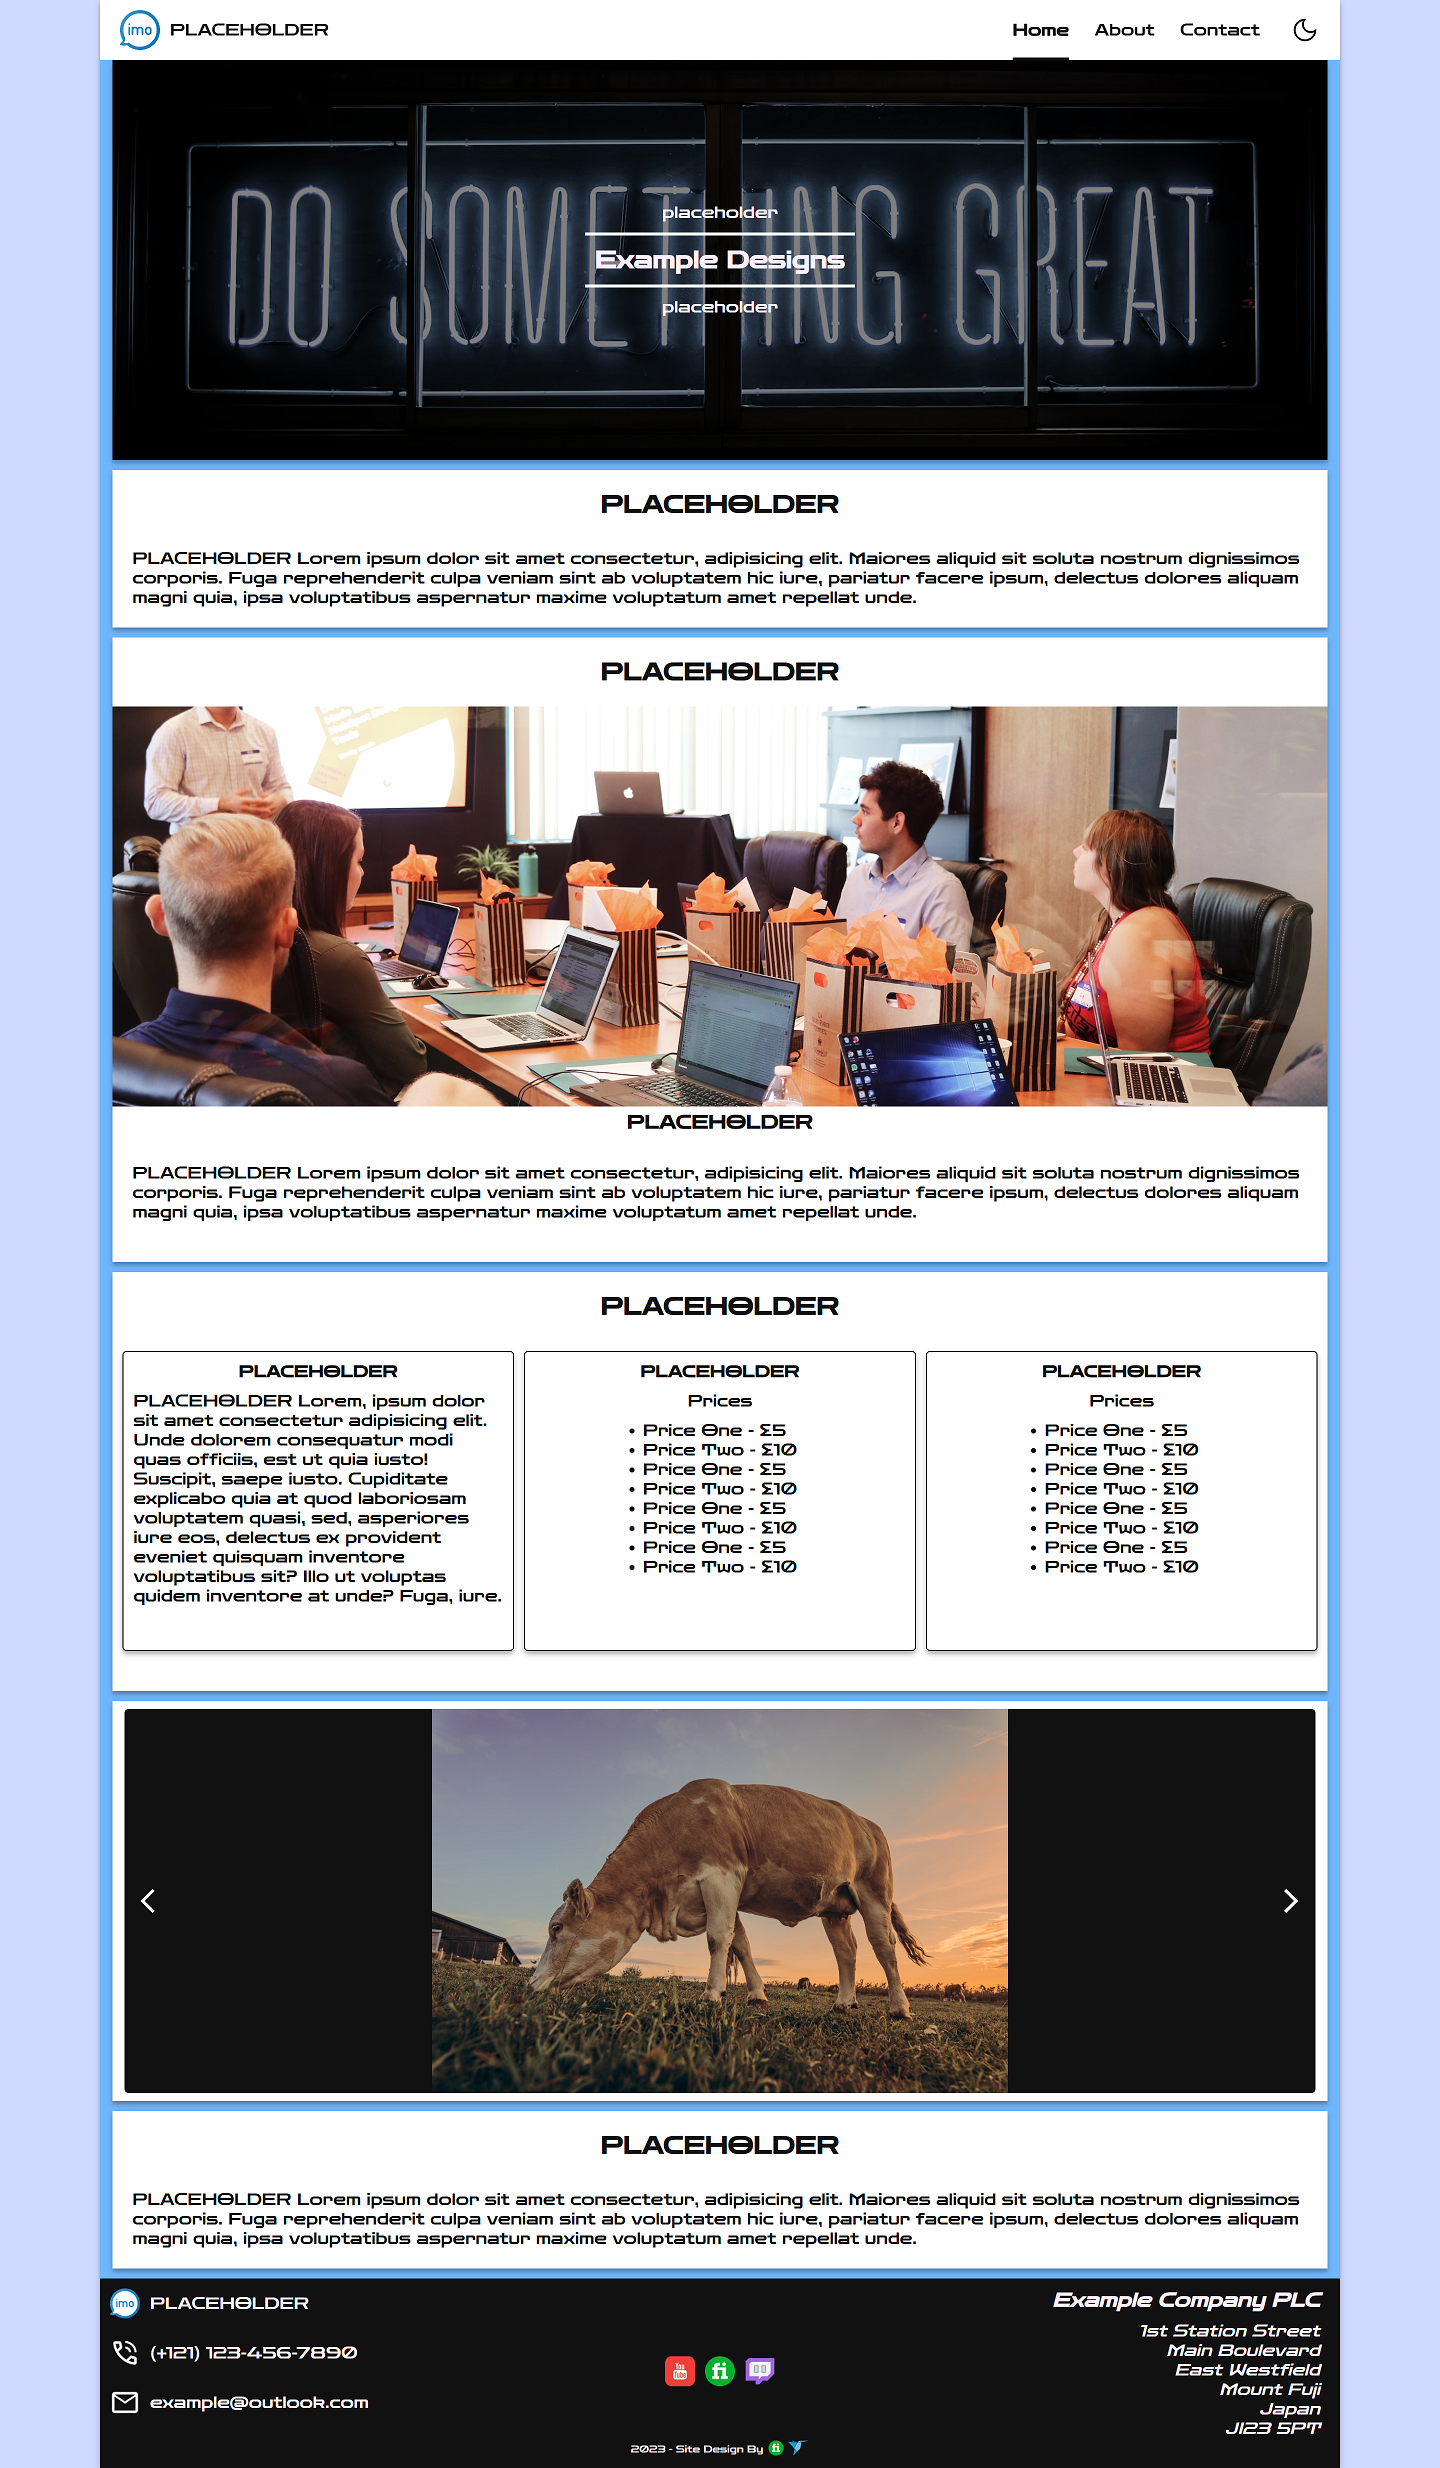 imo PLACEHOLDER Home About Contact
DO SOMETHING GREAT
placeholder
Example Designs
placeholder
PLACEHOLDER
PLACEHOLDER Lorem ipsum dolor sit amet consectetur, adipisicing elit. Maiores aliquid sit soluta nostrum dignissimos
corporis. Fuga reprehenderit culpa veniam sint ab voluptatem hic iure, pariatur facere ipsum, delectus dolores aliquam
magni quia, ipsa voluptatibus aspernatur maxime voluptatum amet repellat unde.
PLACEHOLDER
PLACEHOLDER
PLACEHOLDER Lorem ipsum dolor sit amet consectetur, adipisicing elit. Maiores aliquid sit soluta nostrum dignissimos
corporis. Fuga reprehenderit culpa veniam sint ab voluptatem hic iure, pariatur facere ipsum, delectus dolores aliquam
magni quia, ipsa voluptatibus aspernatur maxime voluptatum amet repellat unde.
PLACEHOLDER
PLACEHOLDER
PLACEHOLDER Lorem, ipsum dolor
sit amet consectetur adipisicing elit.
Unde dolorem consequatur modi
quas officiis, est ut quia iusto!
Suscipit, saepe iusto. Cupiditate
explicabo quia at quod laboriosam
voluptatem quasi, sed, asperiores
iure eos, delectus ex provident
eveniet quisquam inventore
voluptatibus sit? Illo ut voluptas
quidem inventore at unde? Fuga, iure.
PLACEHOLDER
Prices
• Price One - £5
• Price Two - £10
• Price One - £5
• Price Two - £10
• Price One - £5
• Price Two - £10
• Price One - £5
• Price Two - £10
PLACEHOLDER
Prices
• Price One - £5
• Price Two - £10
• Price One - £5
• Price Two - £10
• Price One - £5
• Price Two - £10
• Price One - £5
• Price Two - £10
PLACEHOLDER
PLACEHOLDER Lorem ipsum dolor sit amet consectetur, adipisicing elit. Maiores aliquid sit soluta nostrum dignissimos
corporis. Fuga reprehenderit culpa veniam sint ab voluptatem hic iure, pariatur facere ipsum, delectus dolores aliquam
magni quia, ipsa voluptatibus aspernatur maxime voluptatum amet repellat unde.
imo PLACEHOLDER
(+121) 123-456-7890
example@outlook.com
You Tube fi
2023 - Site Design By fi
Example Company PLC
1st Station Street
Main Boulevard
East Westfield
Mount Fuji
Japan
J123 5PT